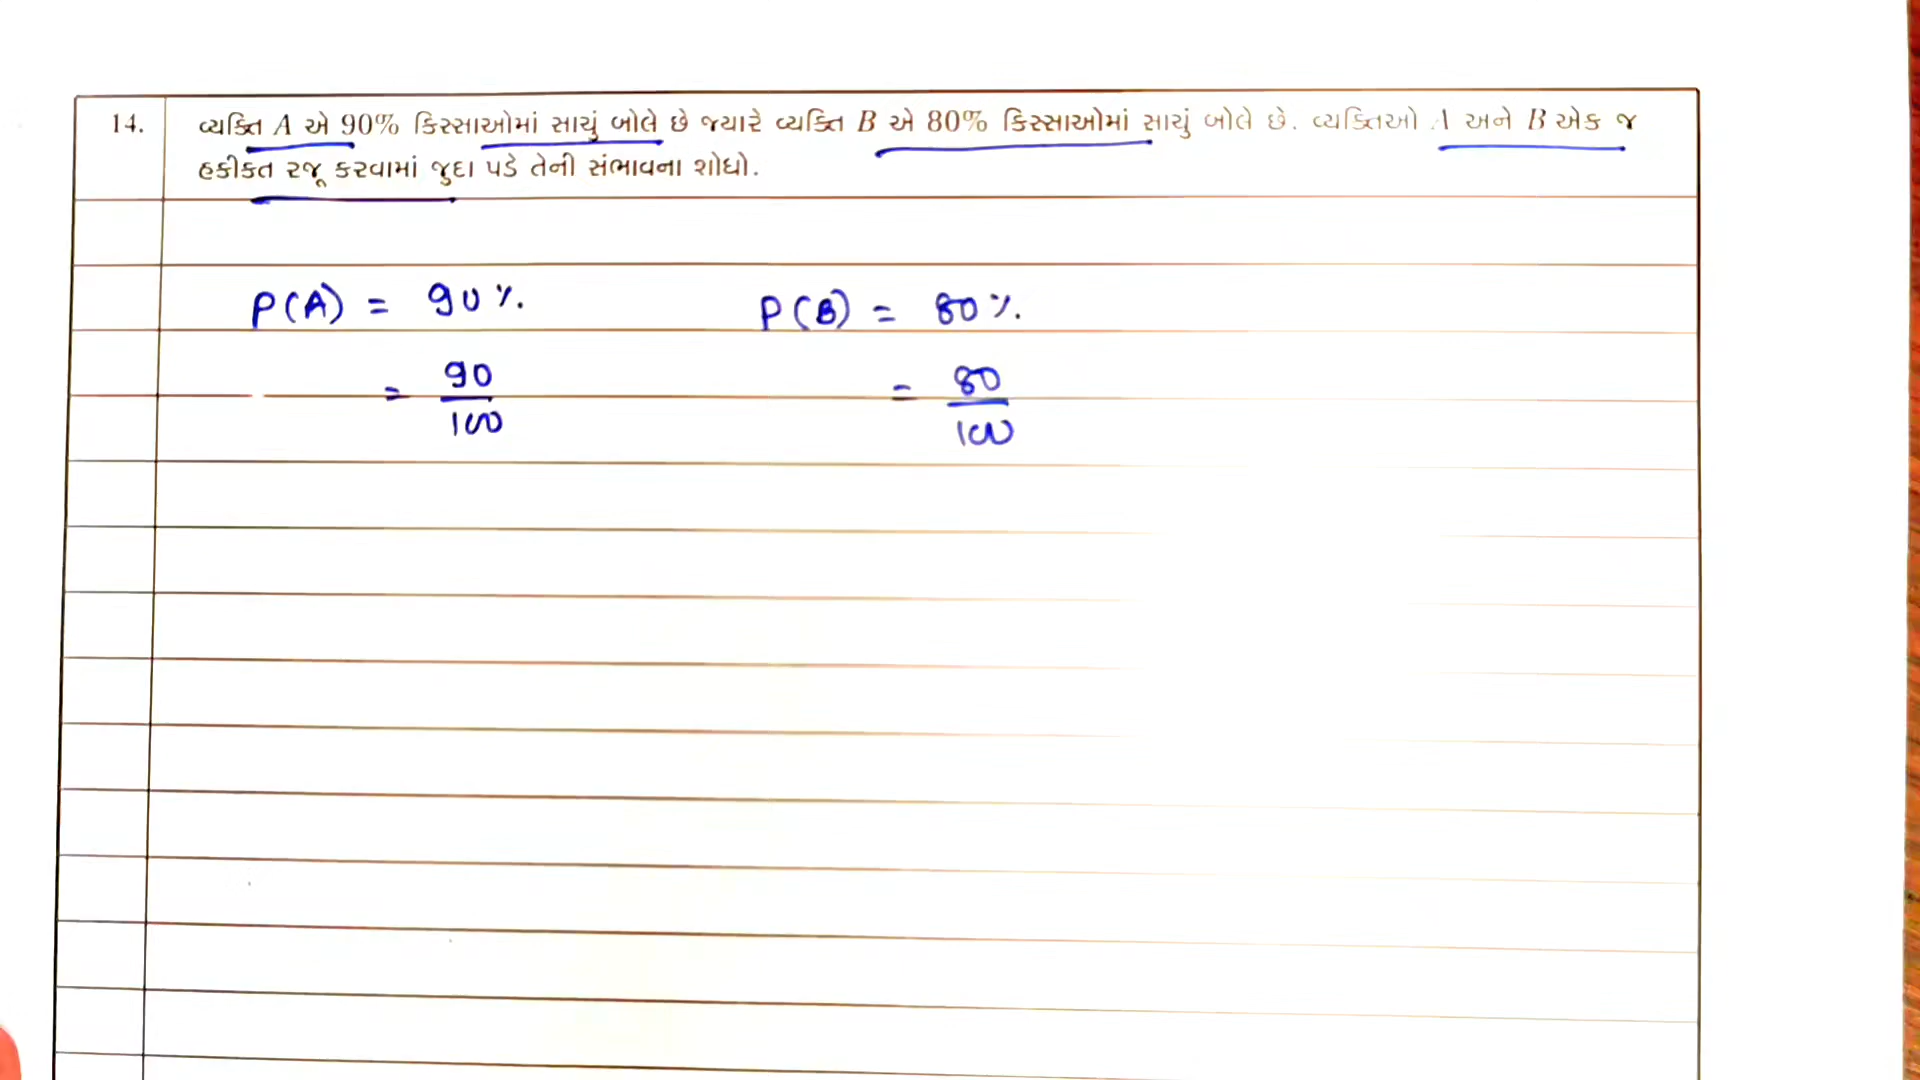 14. વ્યક્તિ A એ 90% કિસ્સાઓમાં સાચું બોલે છે જ્યારે વ્યક્તિ B એ 80% કિસ્સાઓમાં સાચું બોલે છે. વ્યક્તિઓ A અને B એક જ
હકીકત રજૂ કરવામાં જુદા પડે તેની સંભાવના શોધો.
P(A) = 90%. P(B) = 80%.
= 90/100 = 80/100